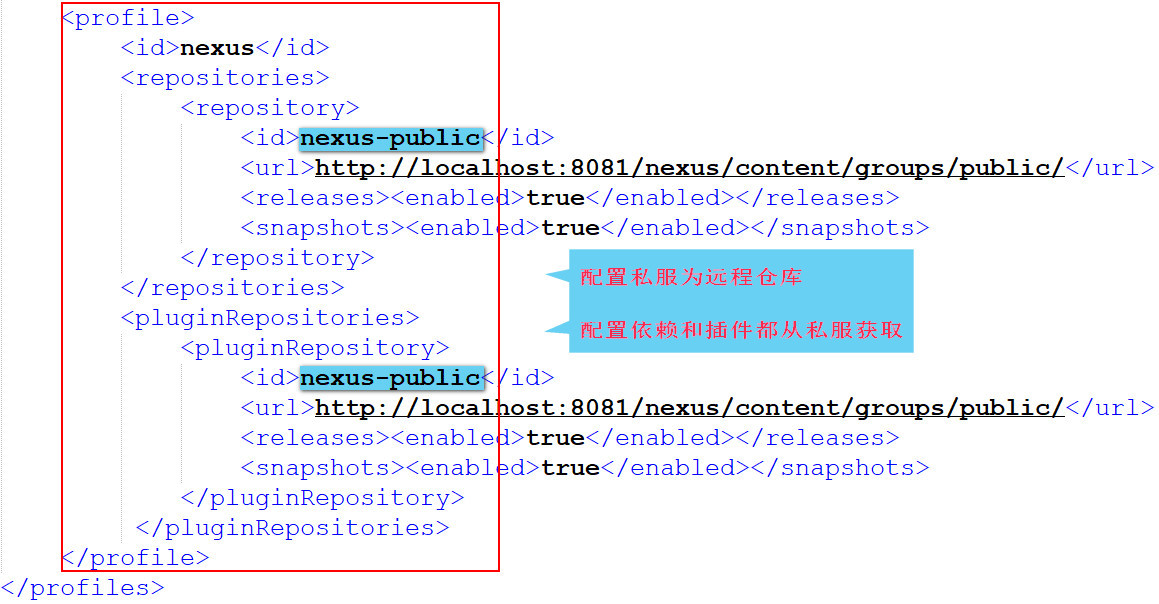 <profile>
<id>nexus</id>
<repositories>
<repository>
<id>nexus-public</id>
<url>http://localhost:8081/nexus/content/groups/public/</url>
<releases><enabled>true</enabled></releases>
<snapshots><enabled>true</enabled></snapshots>
</repository>
配置私服为远程仓库
</repositories>
<pluginRepositories>
配置依赖和插件都从私服获取
<pluginRepository>
<id>nexus-public</id>
<url>http://localhost:8081/nexus/content/groups/public/</url>
<releases><enabled>true</enabled></releases>
<snapshots><enabled>true</enabled></snapshots>
</pluginRepository>
</pluginRepositories>
</profile>
</profiles>